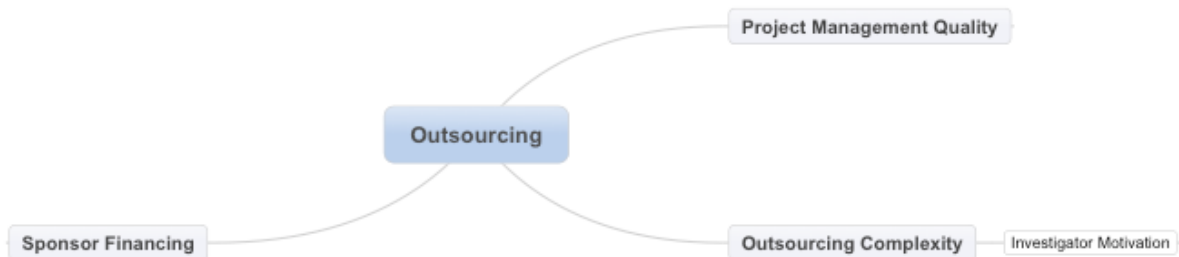 Project Management Quality
Outsourcing
Sponsor Financing
Outsourcing Complexity
Investigator Motivation